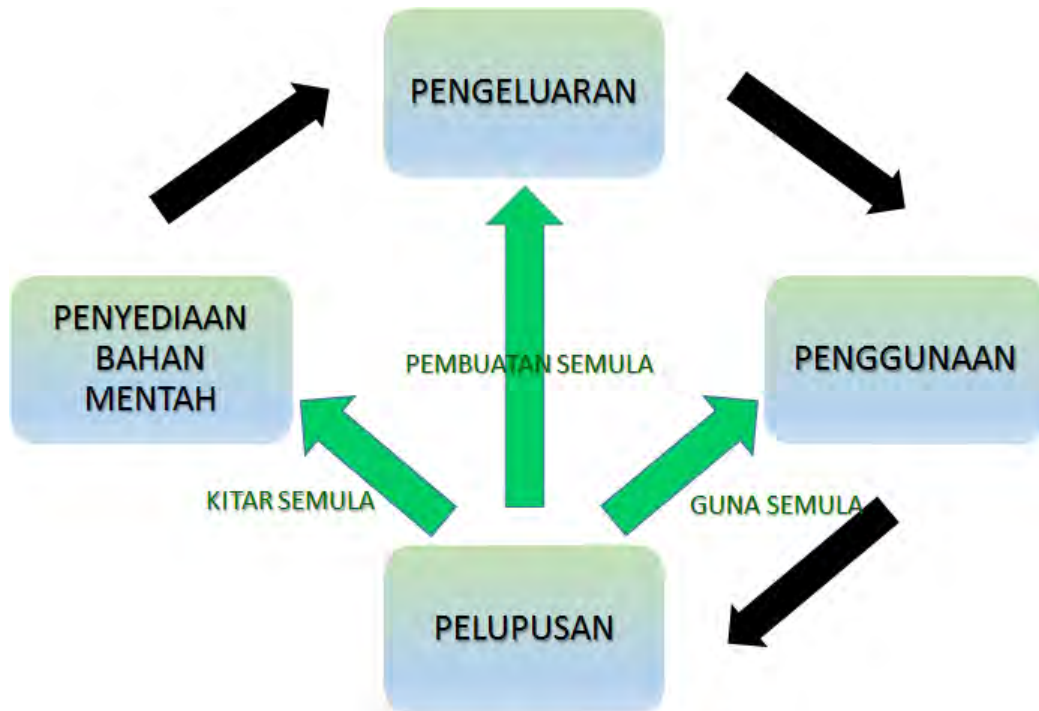 PENGELUARAN
PENYEDIAAN
BAHAN
MENTAH
PEMBUATAN SEMULA
PENGGUNAAN
KITAR SEMULA
GUNA SEMULA
PELUPUSAN